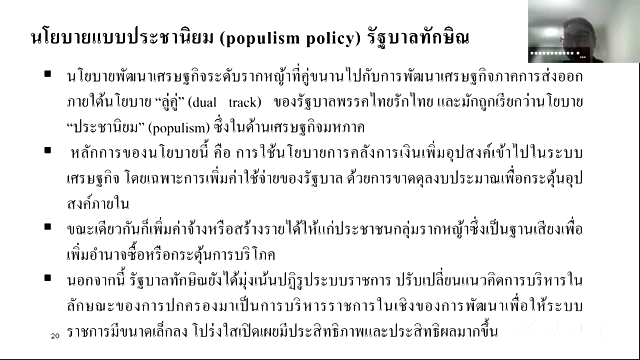 นโยบายแบบประชานิยม (populism policy) รัฐบาลทักษิณ
▪ นโยบายพัฒนาเศรษฐกิจระดับรากหญ้าที่คู่ขนานไปกับการพัฒนาเศรษฐกิจภาคการส่งออก
ภายใต้นโยบาย “ลู่คู่” (dual track) ของรัฐบาลพรรคไทยรักไทย และมักถูกเรียกว่านโยบาย
“ประชานิยม” (populism) ซึ่งในด้านเศรษฐกิจมหภาค
▪ หลักการของนโยบายนี้ คือ การใช้นโยบายการคลังการเงินเพิ่มอุปสงค์เข้าไปในระบบ
เศรษฐกิจ โดยเฉพาะการเพิ่มค่าใช้จ่ายของรัฐบาล ด้วยการขาดดุลงบประมาณเพื่อกระตุ้นอุป
สงค์ภายใน
▪ ขณะเดียวกันก็เพิ่มค่าจ้างหรือสร้างรายได้ให้แก่ประชาชนกลุ่มรากหญ้าซึ่งเป็นฐานเสียงเพื่อ
เพิ่มอำนาจซื้อหรือกระตุ้นการบริโภค
▪ นอกจากนี้ รัฐบาลทักษิณยังได้มุ่งเน้นปฏิรูประบบราชการ ปรับเปลี่ยนแนวคิดการบริหารใน
ลักษณะของการปกครองมาเป็นการบริหารราชการในเชิงของการพัฒนาเพื่อให้ระบบ
ราชการมีขนาดเล็กลง โปร่งใสเปิดเผยมีประสิทธิภาพและประสิทธิผลมากขึ้น
20